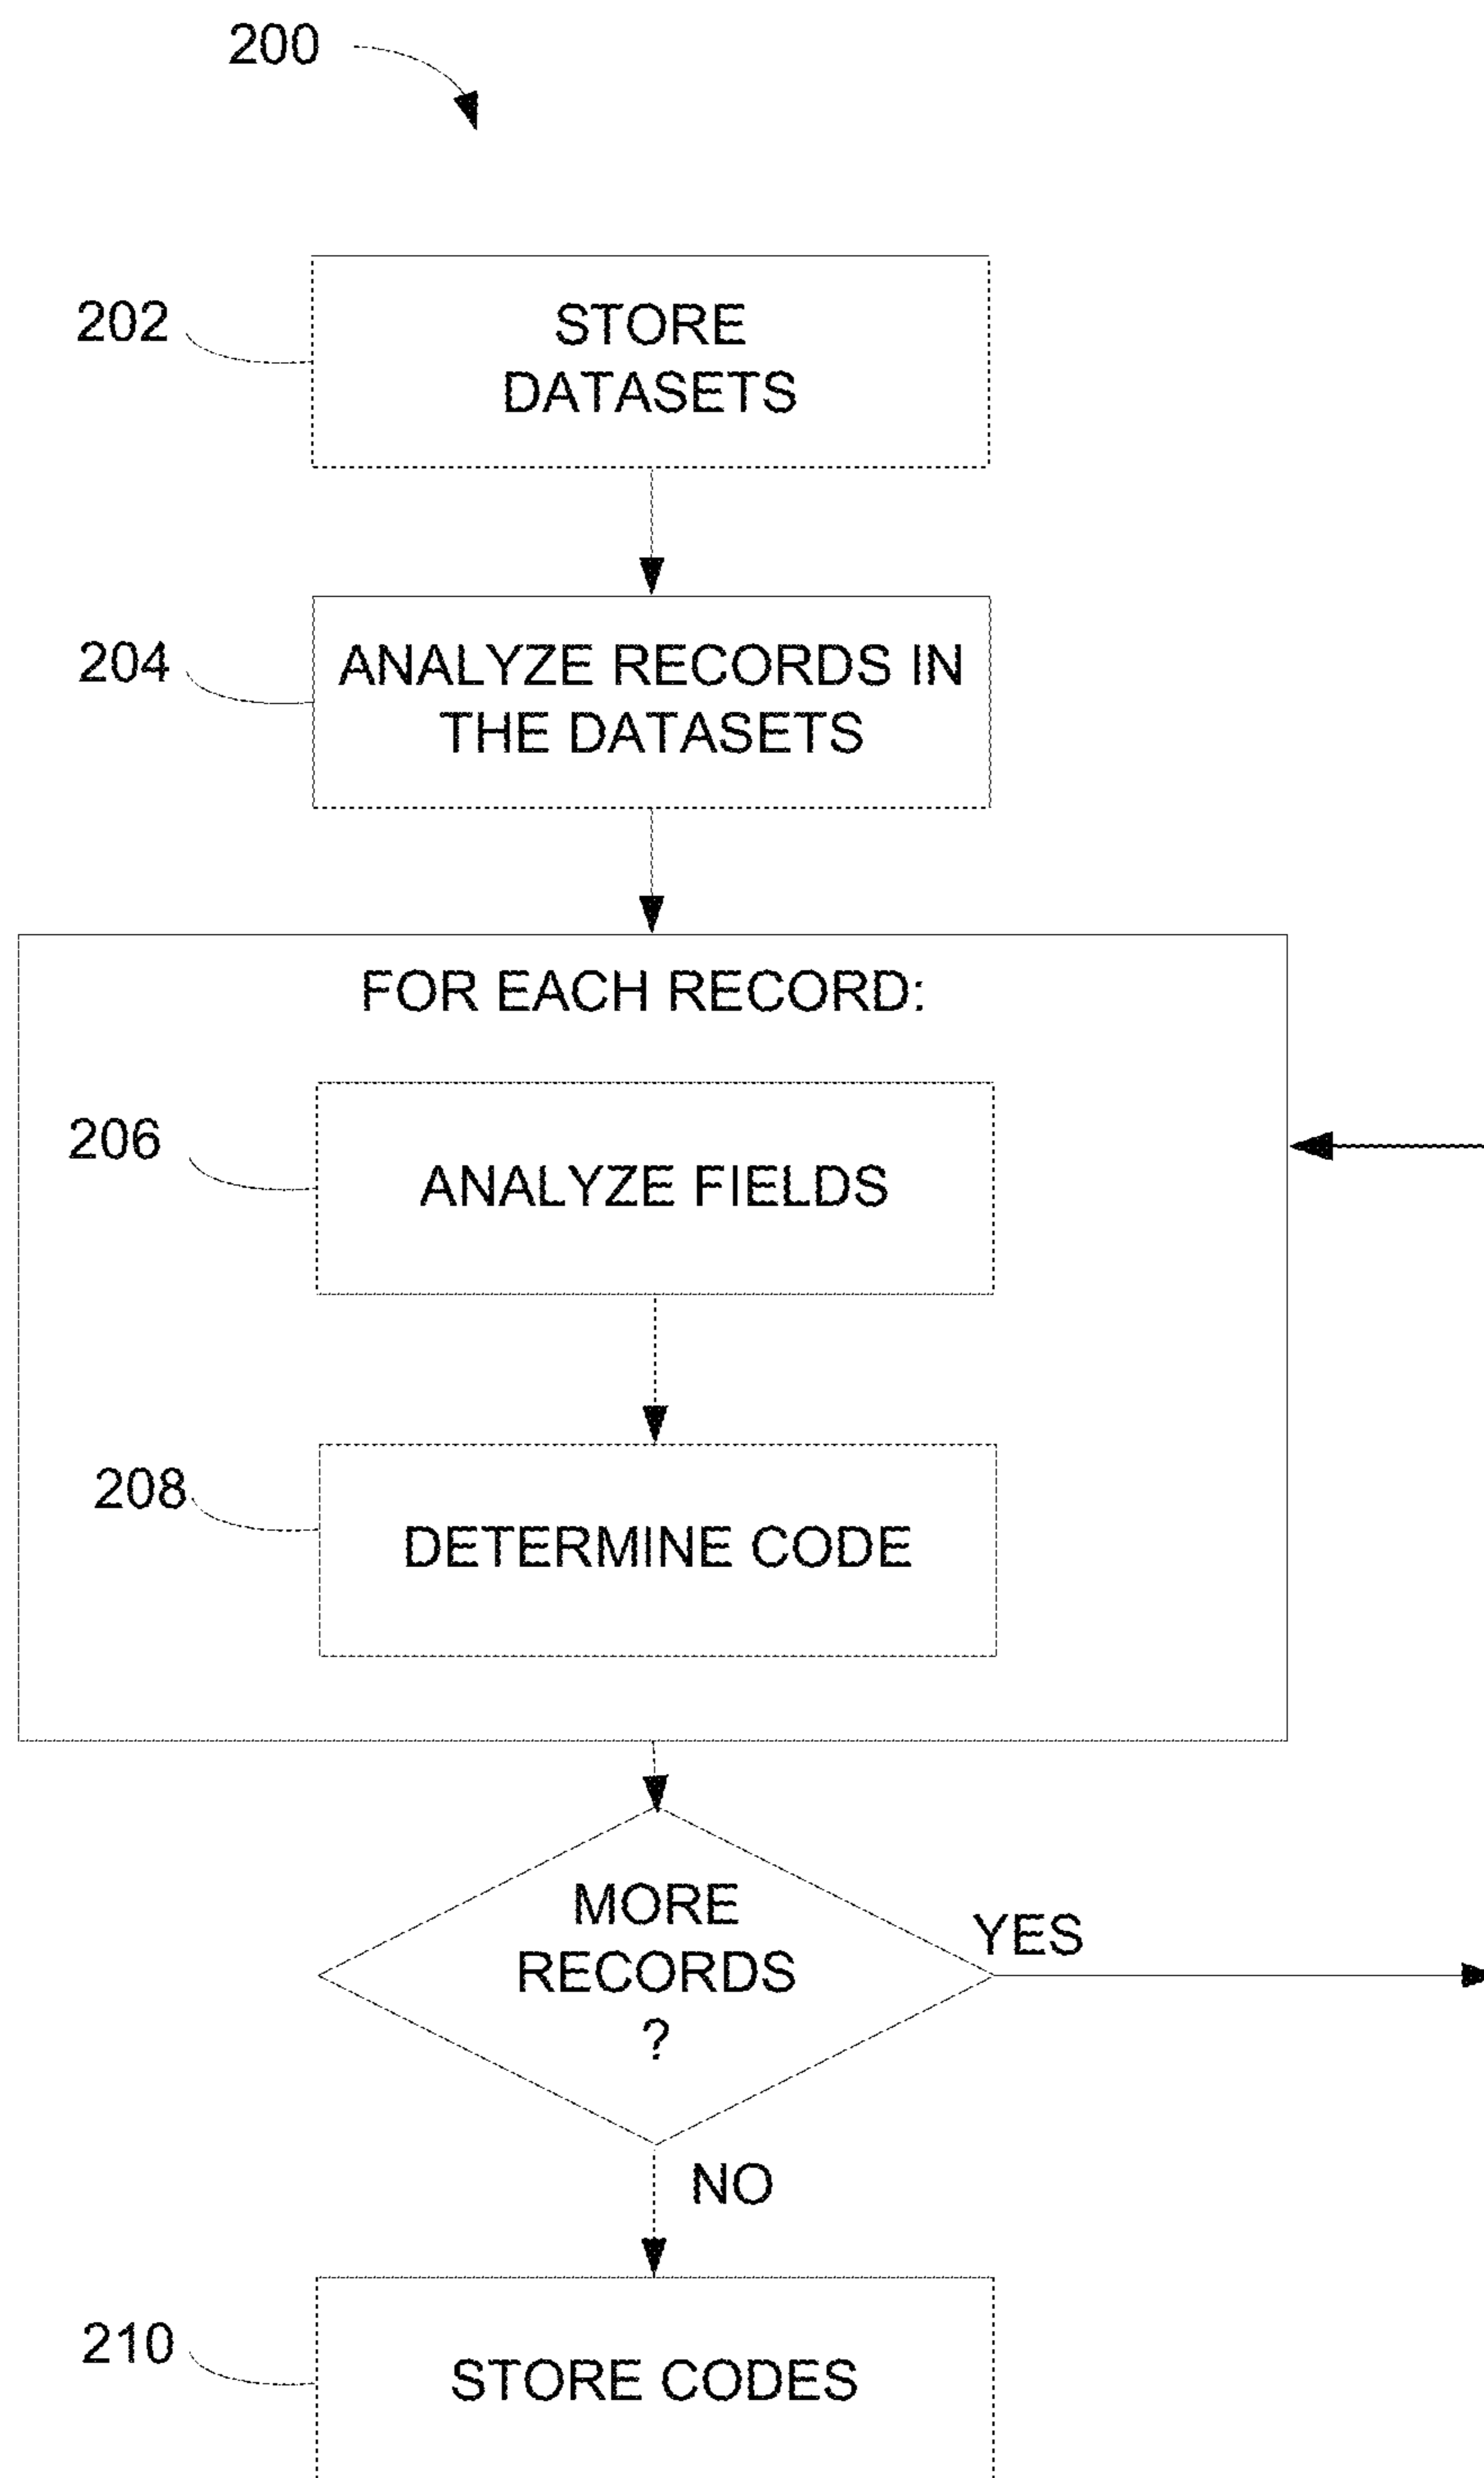 200
202
STORE
DATASETS
204
ANALYZE RECORDS IN
THE DATASETS
FOR EACH RECORD:
206
ANALYZE FIELDS
208
DETERMINE CODE
MORE
RECORDS
?
YES
NO
210
STORE CODES